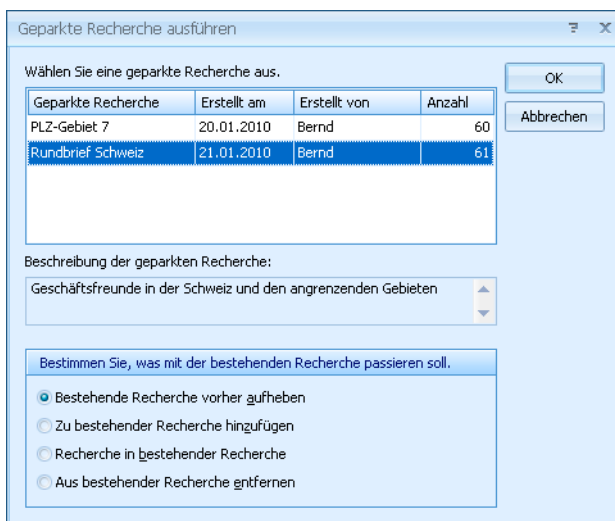 Geparkte Recherche ausführen
Wählen Sie eine geparkte Recherche aus.
OK
Abbrechen
Geparkte Recherche Erstellt am Erstellt von Anzahl
PLZ-Gebiet 7 20.01.2010 Bernd 60
Rundbrief Schweiz 21.01.2010 Bernd 61
Beschreibung der geparkten Recherche:
Geschäftsfreunde in der Schweiz und den angrenzenden Gebieten
Bestimmen Sie, was mit der bestehenden Recherche passieren soll.
Bestehende Recherche vorher aufheben
Zu bestehender Recherche hinzufügen
Recherche in bestehender Recherche
Aus bestehender Recherche entfernen